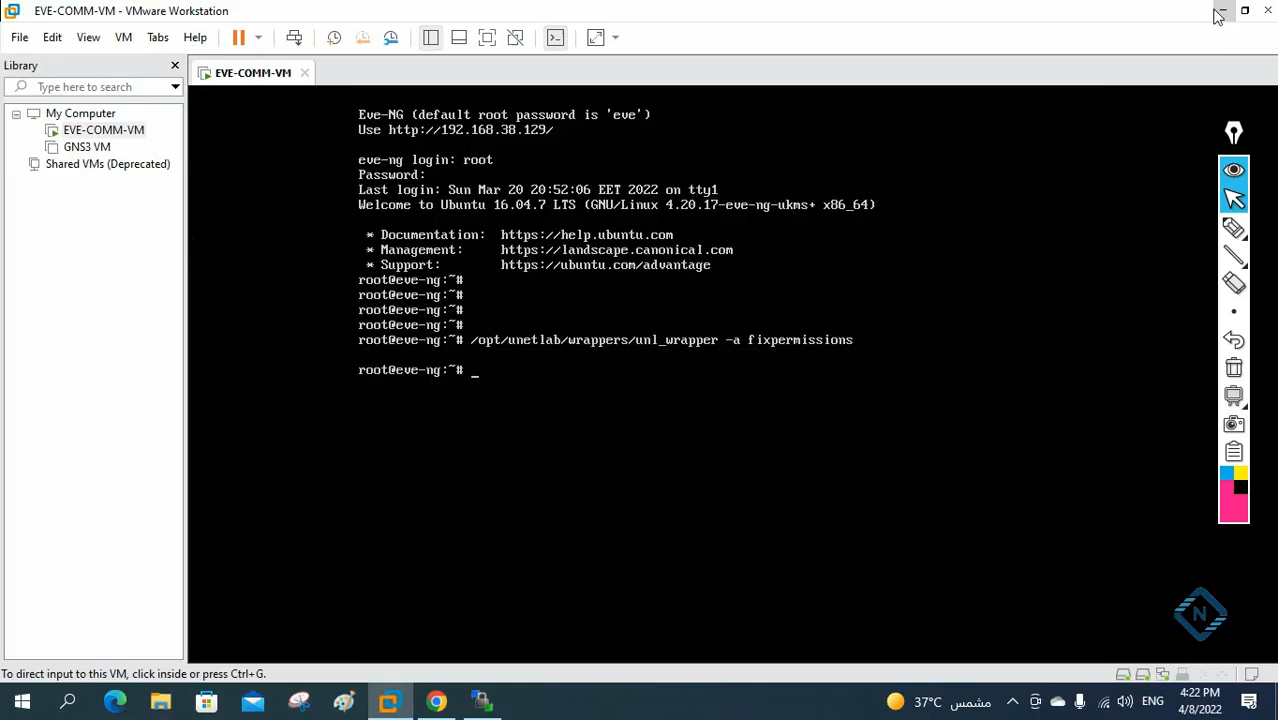 EVE-COMM-VM - VMware Workstation
File Edit View VM Tabs Help
Library
Type here to search
My Computer
EVE-COMM-VM
GNS3 VM
Shared VMs (Deprecated)
EVE-COMM-VM
Eve-NG (default root password is 'eve')
Use http://192.168.38.129/
eve-ng login: root
Password:
Last login: Sun Mar 20 20:52:06 EET 2022 on tty1
Welcome to Ubuntu 16.04.7 LTS (GNU/Linux 4.20.17-eve-ng-ukms+ x86_64)
* Documentation: https://help.ubuntu.com
* Management: https://landscape.canonical.com
* Support: https://ubuntu.com/advantage
root@eve-ng:~#
root@eve-ng:~#
root@eve-ng:~#
root@eve-ng:~#
root@eve-ng:~# /opt/unetlab/wrappers/unl_wrapper -a fixpermissions
root@eve-ng:~# _
N
To direct input to this VM, click inside or press Ctrl+G.
37°C مشمس
ENG
4:22 PM
4/8/2022